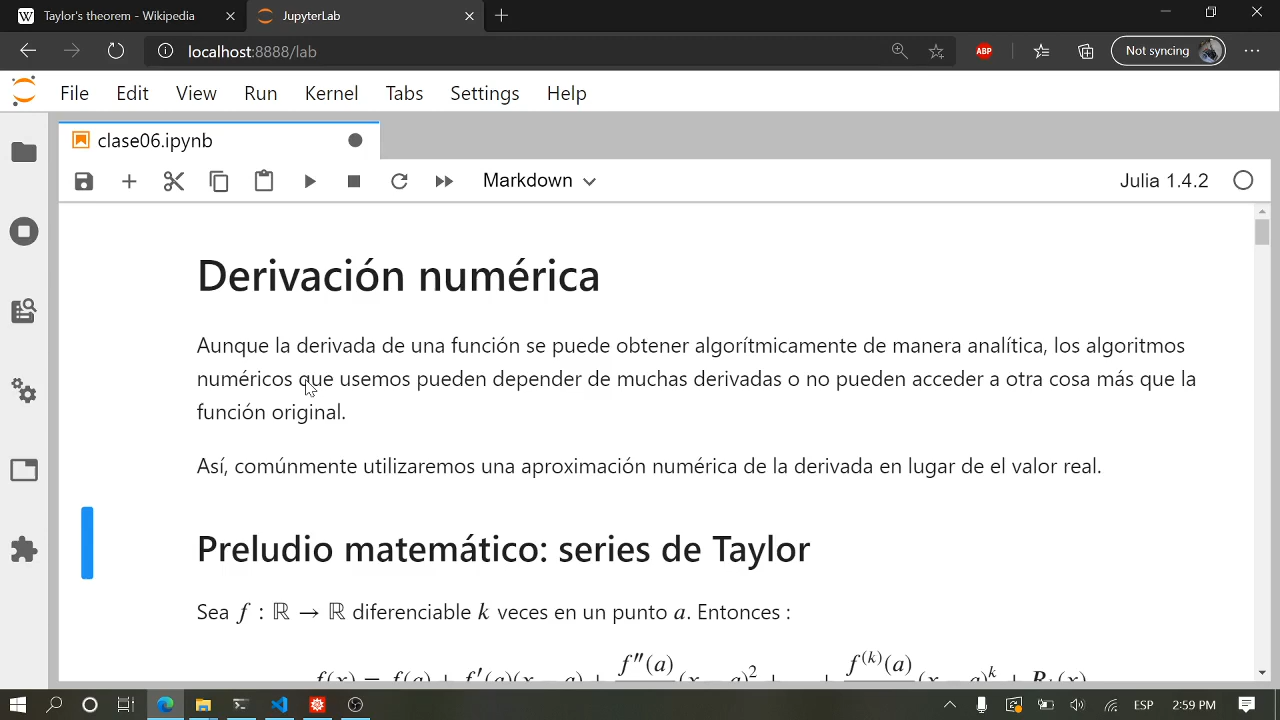 Taylor's theorem - Wikipedia
JupyterLab
localhost:8888/lab
ABP
Not syncing
File Edit View Run Kernel Tabs Settings Help
clase06.ipynb
Markdown
Julia 1.4.2
Derivación numérica
Aunque la derivada de una función se puede obtener algorítmicamente de manera analítica, los algoritmos
numéricos que usemos pueden depender de muchas derivadas o no pueden acceder a otra cosa más que la
función original.
Así, comúnmente utilizaremos una aproximación numérica de la derivada en lugar de el valor real.
Preludio matemático: series de Taylor
Sea f : ℝ → ℝ diferenciable k veces en un punto a. Entonces :
f(x) = f(a) + f′(a)(x − a) + f″(a) (x − a)² + ... + f⁽ᵏ⁾(a) (x − a)ᵏ + Rₖ(x)
ESP
2:59 PM